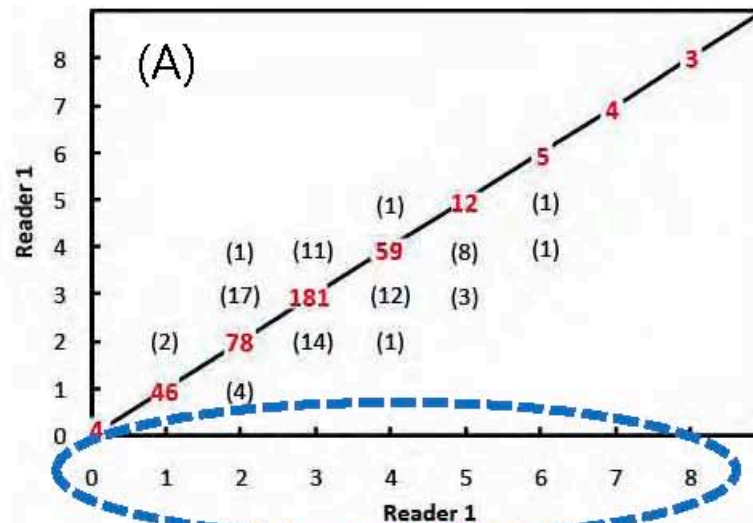 (A)
8 3
7 4
6 5
5 (1) 12 (1)
4 (1) (11) 59 (8) (1)
3 (17) 181 (12) (3)
2 (2) 78 (14) (1)
1 46 (4)
0 4
0 1 2 3 4 5 6 7 8
Reader 1
Reader 1